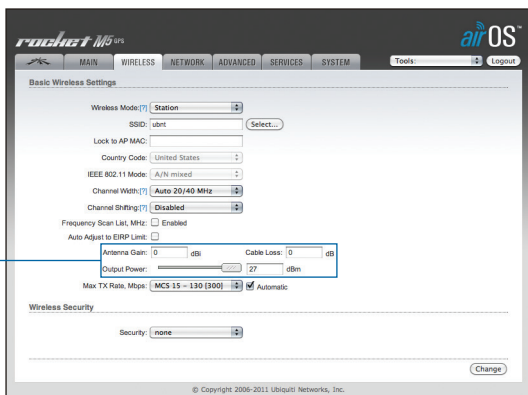 rocket M5 GPS
airOS™
MAIN WIRELESS NETWORK ADVANCED SERVICES SYSTEM Tools: Logout
Basic Wireless Settings
Wireless Mode:[?] Station
SSID: ubnt Select...
Lock to AP MAC:
Country Code: United States
IEEE 802.11 Mode: A/N mixed
Channel Width:[?] Auto 20/40 MHz
Channel Shifting:[?] Disabled
Frequency Scan List, MHz: Enabled
Auto Adjust to EIRP Limit:
Antenna Gain: 0 dBi Cable Loss: 0 dB
Output Power: 27 dBm
Max TX Rate, Mbps: MCS 15 - 130 [300] Automatic
Wireless Security
Security: none
Change
© Copyright 2006-2011 Ubiquiti Networks, Inc.